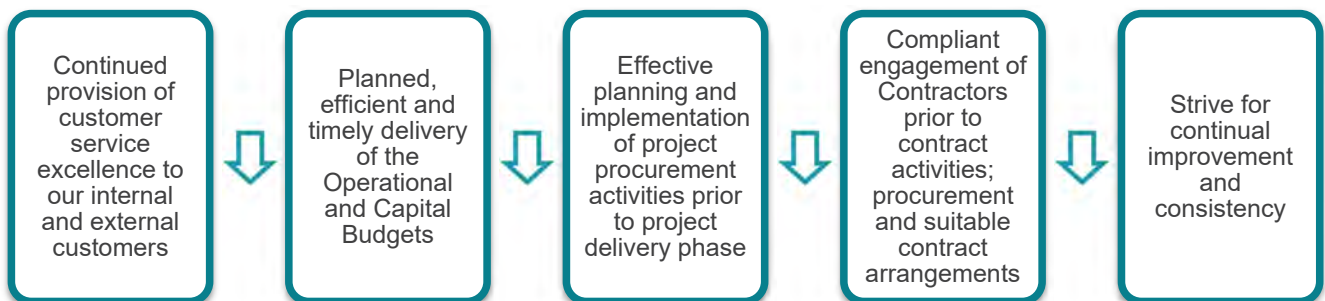 Continued
provision of
customer
service
excellence to
our internal
and external
customers
Planned,
efficient and
timely delivery
of the
Operational
and Capital
Budgets
Effective
planning and
implementation
of project
procurement
activities prior
to project
delivery phase
Compliant
engagement of
Contractors
prior to
contract
activities;
procurement
and suitable
contract
arrangements
Strive for
continual
improvement
and
consistency